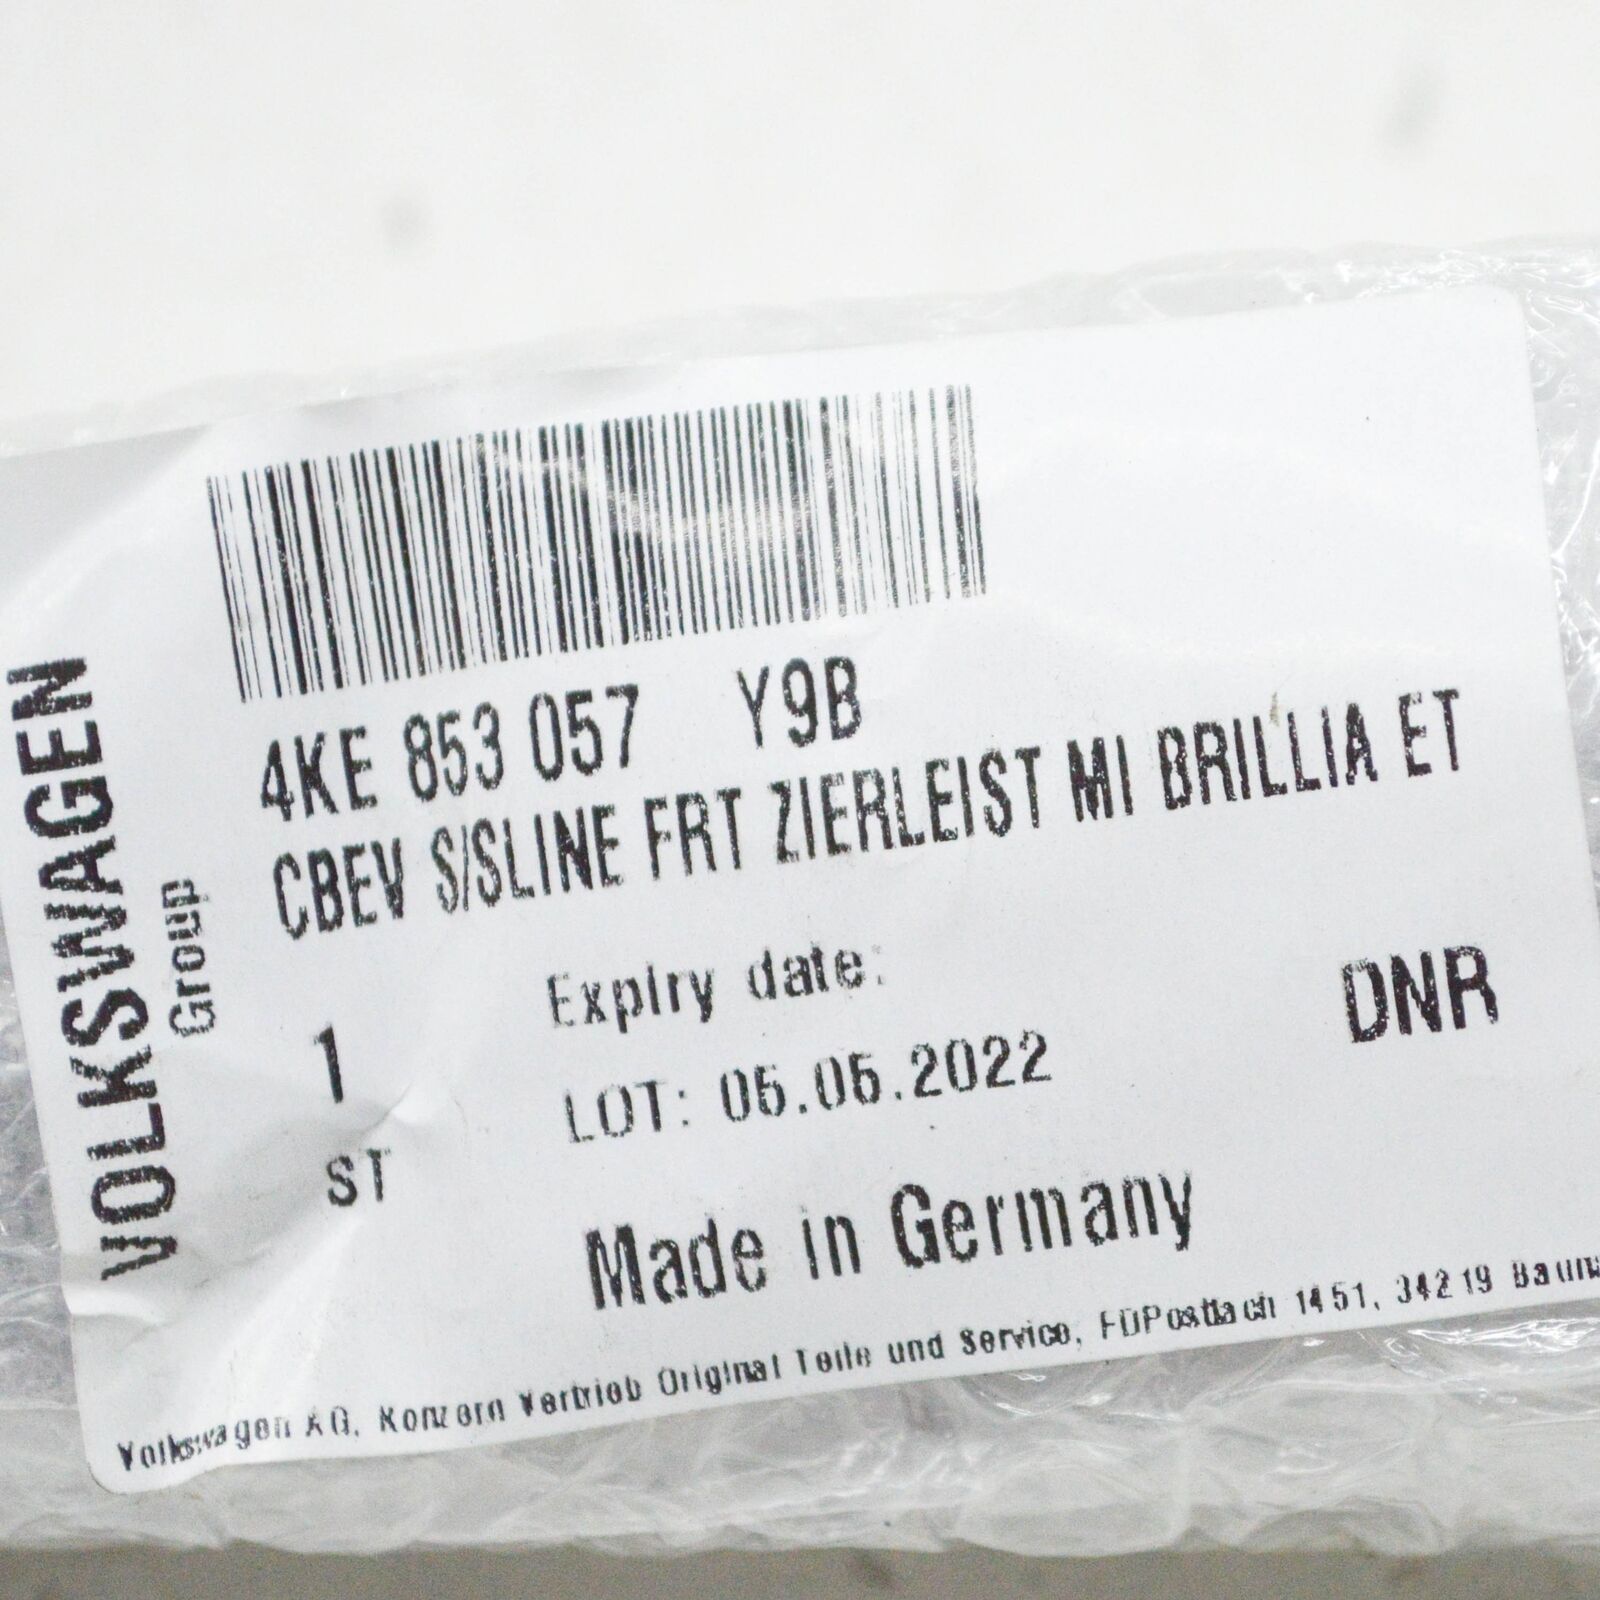 VOLKSWAGEN
Group
4KE 853 057 Y9B
CBEV S/SLINE FRT ZIERLEIST MI BRILLIA ET
1
ST
Expiry date:
LOT: 05.05.2022
DNR
Made in Germany
Volkswagen AG, Konzern Vertrieb Original Teile und Service, FDPostfach 1451, 34219